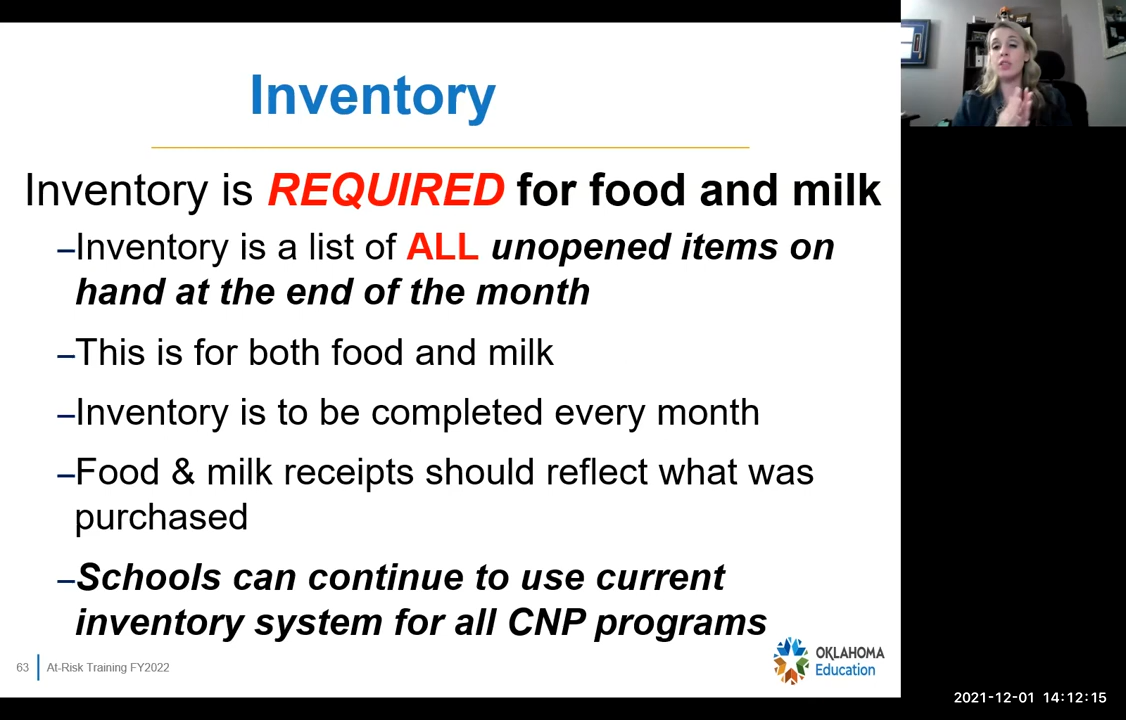 Inventory
Inventory is REQUIRED for food and milk
–Inventory is a list of ALL unopened items on
hand at the end of the month
–This is for both food and milk
–Inventory is to be completed every month
–Food & milk receipts should reflect what was
purchased
–Schools can continue to use current
inventory system for all CNP programs
63
At-Risk Training FY2022
OKLAHOMA
Education
2021-12-01 14:12:15